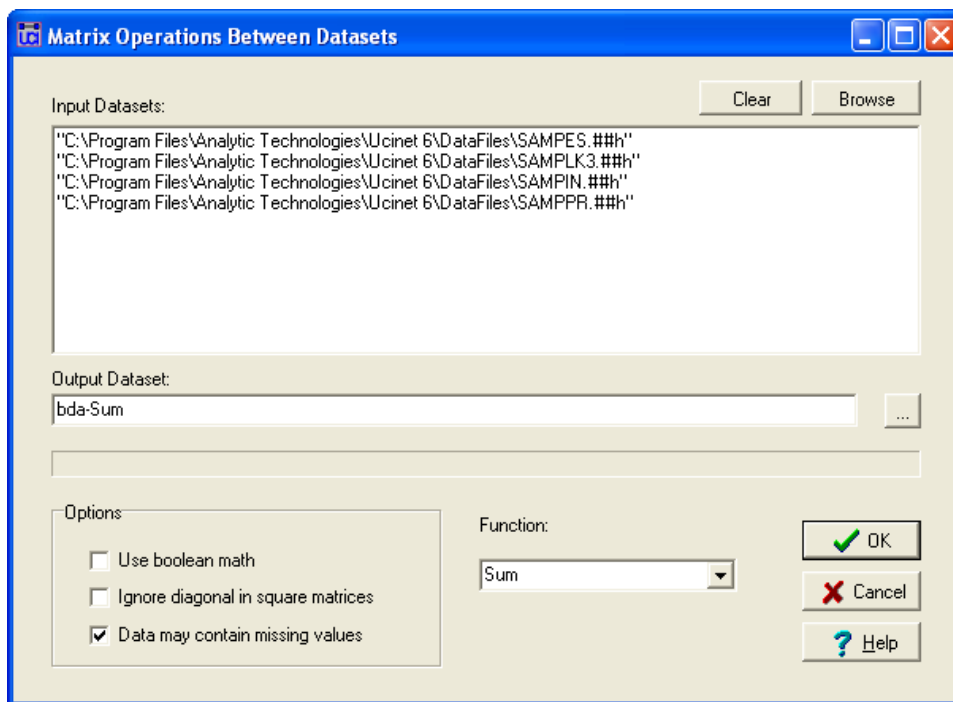 Matrix Operations Between Datasets
Input Datasets:
Clear
Browse
"C:\Program Files\Analytic Technologies\Ucinet 6\DataFiles\SAMPES.##h"
"C:\Program Files\Analytic Technologies\Ucinet 6\DataFiles\SAMPLK3.##h"
"C:\Program Files\Analytic Technologies\Ucinet 6\DataFiles\SAMPIN.##h"
"C:\Program Files\Analytic Technologies\Ucinet 6\DataFiles\SAMPPR.##h"
Output Dataset:
bda-Sum
...
Options
Use boolean math
Ignore diagonal in square matrices
Data may contain missing values
Function:
Sum
OK
Cancel
Help